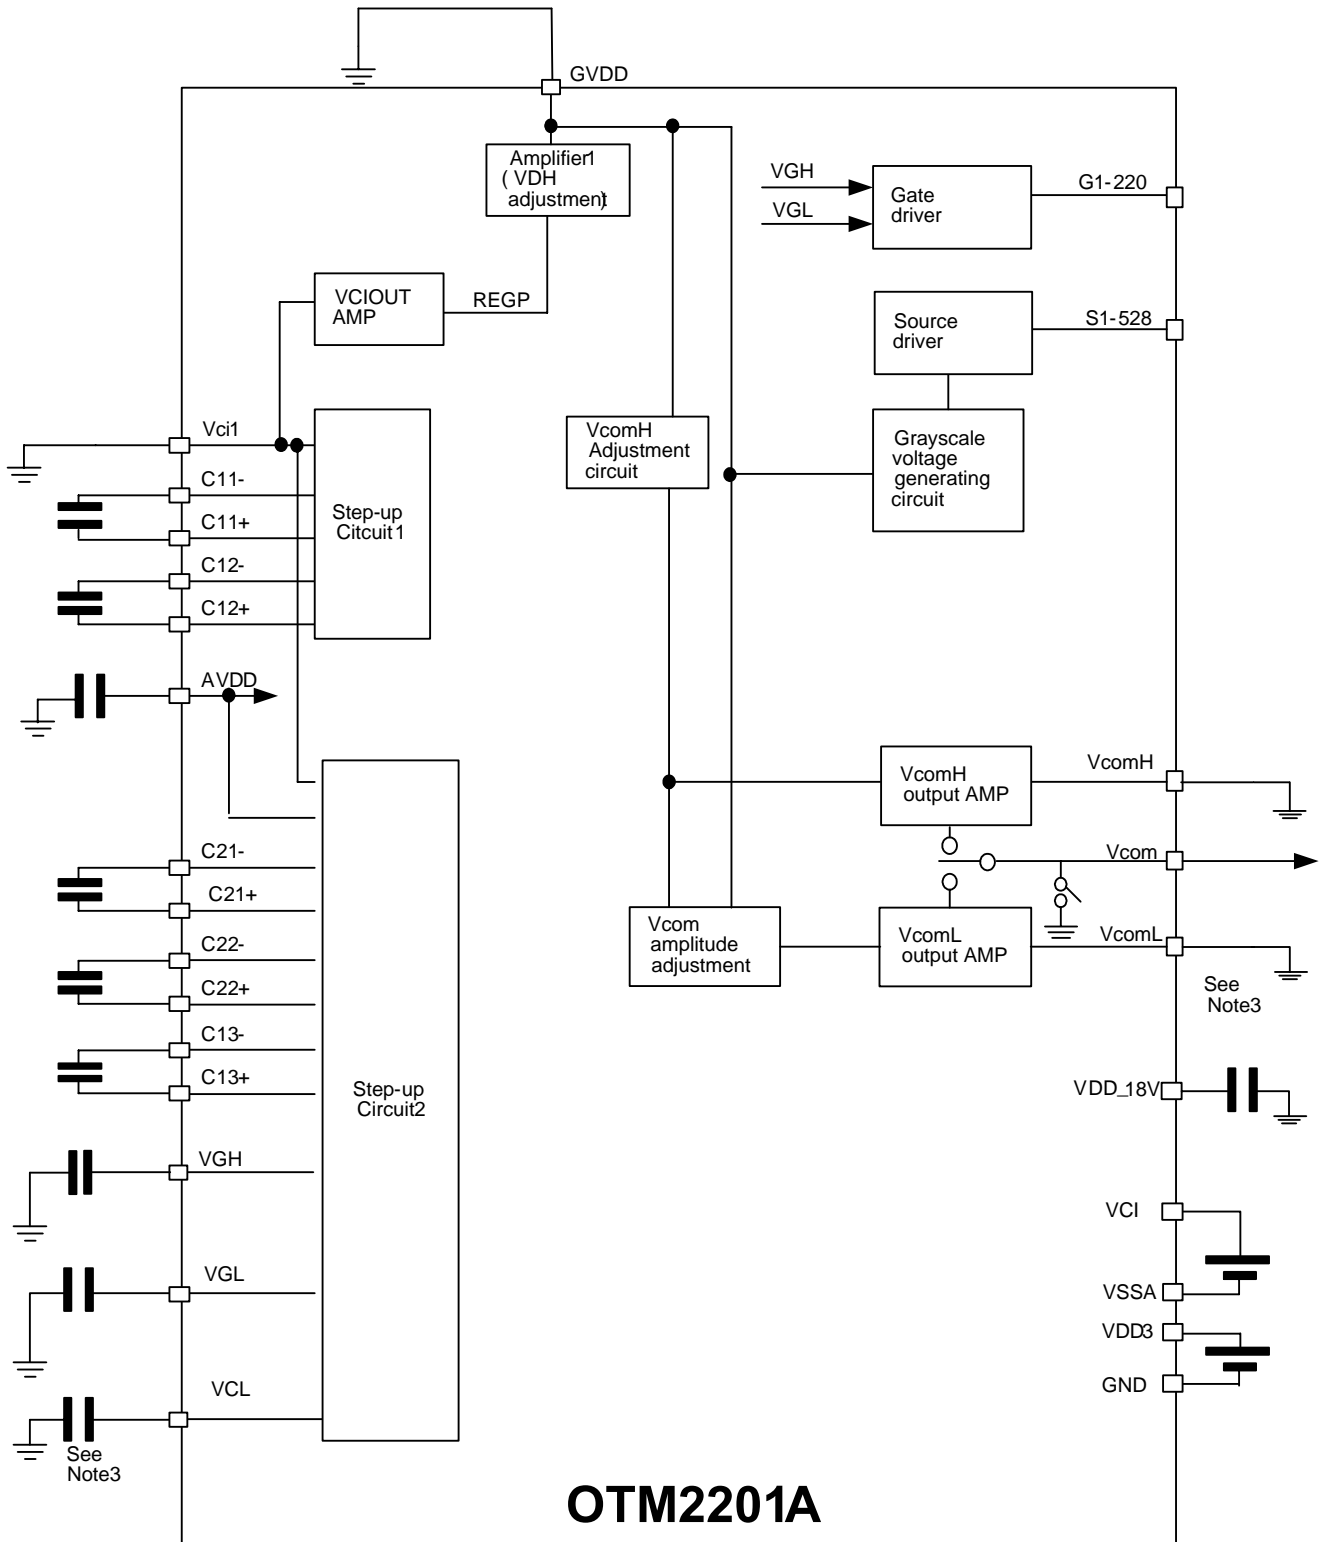 GVDD
Amplifier1
( VDH
adjustment)
VGH
VGL
Gate
driver
G1-220
VCIOUT
AMP
REGP
Source
driver
S1-528
Vci1
C11-
C11+
C12-
C12+
Step-up
Citcuit1
VcomH
Adjustment
circuit
Grayscale
voltage
generating
circuit
AVDD
VcomH
output AMP
VcomH
Vcom
C21-
C21+
C22-
C22+
C13-
C13+
Vcom
amplitude
adjustment
VcomL
output AMP
VcomL
See
Note3
Step-up
Circuit2
VDD_18V
VGH
VCI
VGL
VSSA
VDD3
VCL
GND
See
Note3
OTM2201A